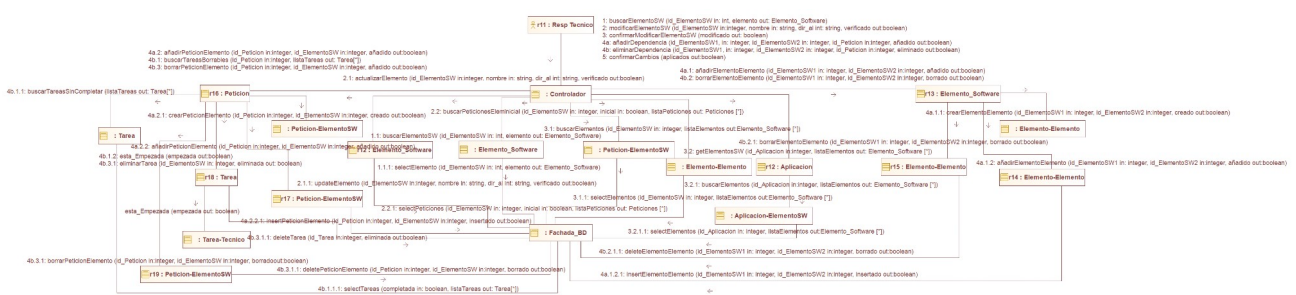 r11 : Resp Tecnico
1: buscarElementoSW (id_ElementoSW in: int, elemento out: Elemento_Software)
2: modificarElementoSW (id_ElementoSW in: integer, nombre in: string, dir_al int: string, verificado out:boolean)
3: confirmarModificarElementoSW (modificado out: boolean)
4a: añadirDependencia (id_ElementoSW1, in: integer, id_ElementoSW2 in: integer, id_Peticion in: integer, añadido out:boolean)
4b: eliminarDependencia (id_ElementoSW1, in: integer, id_ElementoSW2 in: integer, id_Peticion in: integer, eliminado out: boolean)
5: confirmarCambios (aplicados out: boolean)
4a.2: añadirPeticionElemento (id_Peticion in:integer, id_ElementoSW in:integer, añadido out:boolean)
4b.1: buscarTareasBorrables (id_Peticion in:integer, listaTareas out: Tarea[*])
4b.3: borrarPeticionElemento (id_Peticion in:integer, id_ElementoSW in:integer, añadido out:boolean)
4a.1: añadirElementoElemento (id_ElementoSW1 in: integer, id_ElementoSW2 in:integer, añadido out:boolean)
2.1: actualizarElemento (id_ElementoSW in:integer, nombre in: string, dir_al int: string, verificado out:boolean)
4b.2: borrarElementoElemento (id_ElementoSW1 in: integer, id_ElementoSW2 in:integer, borrado out:boolean)
4b.1.1: buscarTareasSinCompletar (listaTareas out: Tarea[*])
r16 : Peticion
: Controlador
r13 : Elemento_Software
2.2: buscarPeticionesEleminicial (id_ElementoSW in: integer, inicial in: boolean, listaPeticiones out: Peticiones [*])
4a.2.1: crearPeticionElemento (id_Peticion in:integer, id_ElementoSW in:integer, creado out:boolean)
4a.1.1: crearElementoElemento (id_ElementoSW1 in: integer, id_ElementoSW2 in:integer, creado out:boolean)
3.1: buscarElementos (id_ElementoSW in: integer, listaElementos out:Elemento_Software [*])
: Tarea
: Peticion-ElementoSW
: Elemento-Elemento
1.1: buscarElementoSW (id_ElementoSW in: int, elemento out: Elemento_Software)
4b.2.1: borrarElementoElemento (id_ElementoSW1 in: integer, id_ElementoSW2 in:integer, borrado out:boolean)
4a.2.2: añadirPeticionElemento (id_Peticion in:integer, id_ElementoSW in:integer, añadido out:boolean)
r12 : Elemento_Software
: Elemento_Software
: Peticion-ElementoSW
3.2: getElementosSW (id_Aplicacion in:integer, listaElementos out: Elemento_Software [*])
4b.1.2: esta_Empezada (empezada out:boolean)
4b.3: eliminarTarea (id_ElementoSW in:integer, eliminada out: boolean)
4a.1.2: añadirElementoElemento (id_ElementoSW1 in: integer, id_ElementoSW2 in:integer, añadido out:boolean)
1.1.1: selectElemento (id_ElementoSW in: int, elemento out: Elemento_Software)
: Elemento-Elemento
r12 : Aplicacion
r15 : Elemento-Elemento
r18 : Tarea
r14 : Elemento-Elemento
2.1.1: updateElemento (id_ElementoSW in:integer, nombre in: string, dir_al int: string, verificado out:boolean)
3.2.1: buscarElementos (id_Aplicacion in: integer, listaElementos out: Elemento_Software [*])
r17 : Peticion-ElementoSW
3.1.1: selectElementos (id_ElementoSW in: integer, listaElementos out:Elemento_Software [*])
2.2.1: selectPeticiones (id_ElementoSW in: integer, inicial in: boolean, listaPeticiones out: Peticiones [*])
esta_Empezada (empezada out: boolean)
4a.2.2.1: insertPeticionElemento (id_Peticion in:integer, id_ElementoSW in:integer, insertado out:boolean)
: Aplicacion-ElementoSW
3.2.1.1: selectElementos (id_Aplicacion in: integer, listaElementos out:Elemento_Software [*])
: Tarea-Tecnico
4b.3.1.1: deleteTarea (id_Tarea in:integer, eliminada out:boolean)
: Fachada_BD
4b.2.1.1: deleteElementoElemento (id_ElementoSW1 in: integer, id_ElementoSW2 in:integer, borrado out:boolean)
4b.3.1: borrarPeticionElemento (id_Peticion in: integer, id_ElementoSW in:integer, borradoout:boolean)
r19 : Peticion-ElementoSW
4b.3.1.1: deletePeticionElemento (id_Peticion in:integer, id_ElementoSW in:integer, borrado out:boolean)
4a.1.2.1: insertElementoElemento (id_ElementoSW1 in: integer, id_ElementoSW2 in:integer, insertado out:boolean)
4b.1.1.1: selectTareas (completada in: boolean, listaTareas out: Tarea[*])